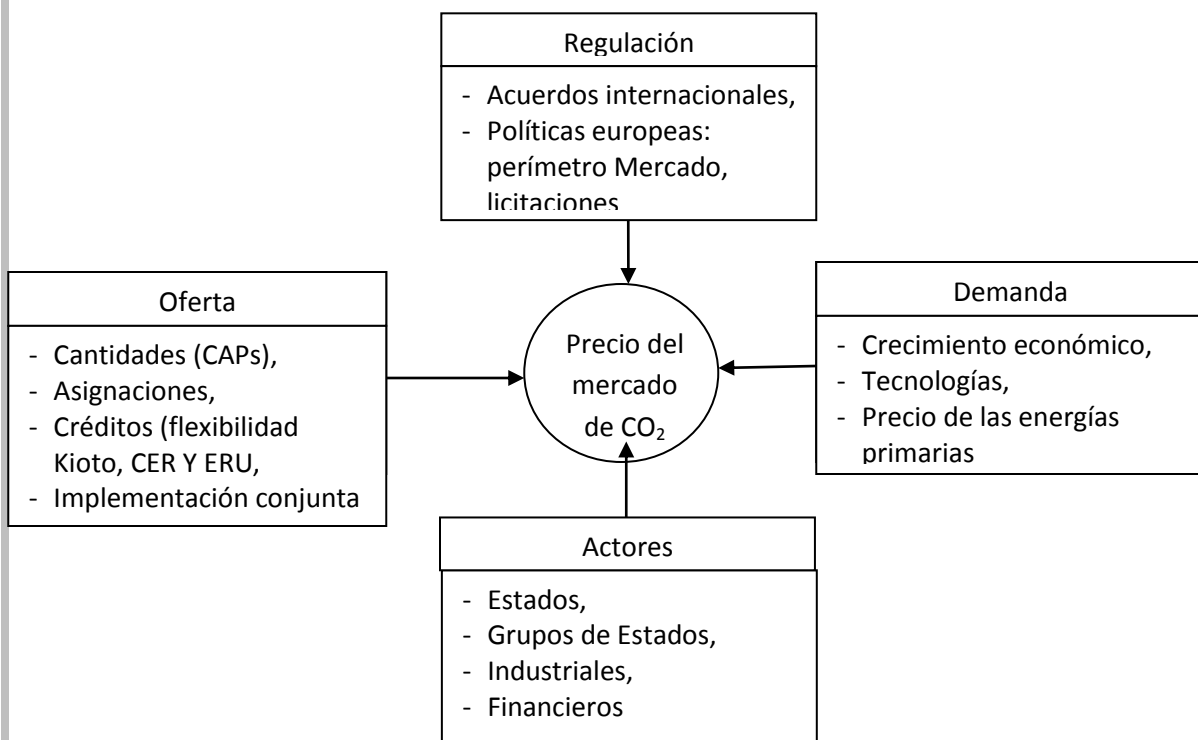 Regulación
- Acuerdos internacionales,
- Políticas europeas:
perímetro Mercado,
licitaciones
Oferta
- Cantidades (CAPs),
- Asignaciones,
- Créditos (flexibilidad
Kioto, CER Y ERU,
- Implementación conjunta
Precio del
mercado
de CO₂
Demanda
- Crecimiento económico,
- Tecnologías,
- Precio de las energías
primarias
Actores
- Estados,
- Grupos de Estados,
- Industriales,
- Financieros